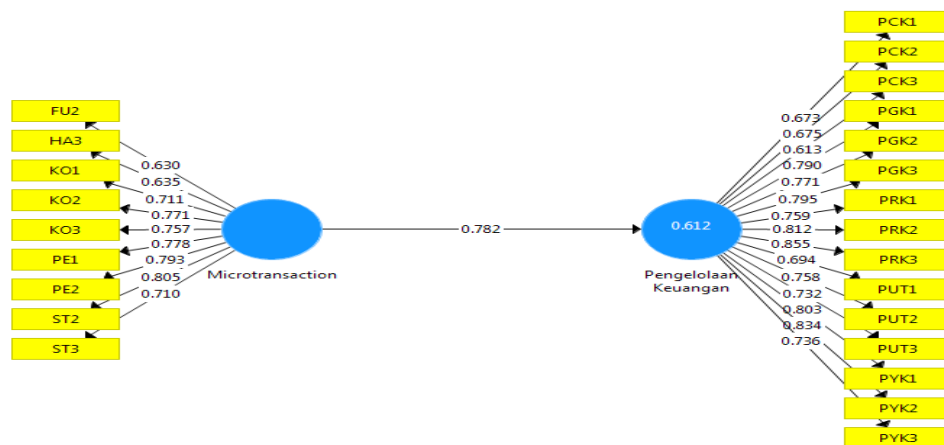 FU2
HA3
KO1
KO2
KO3
PE1
PE2
ST2
ST3
0.630
0.635
0.711
0.771
0.757
0.778
0.793
0.805
0.710
Microtransaction
0.782
0.612
Pengelolaan
Keuangan
0.673
0.675
0.613
0.790
0.771
0.795
0.759
0.812
0.855
0.694
0.758
0.732
0.803
0.834
0.736
PCK1
PCK2
PCK3
PGK1
PGK2
PGK3
PRK1
PRK2
PRK3
PUT1
PUT2
PUT3
PYK1
PYK2
PYK3